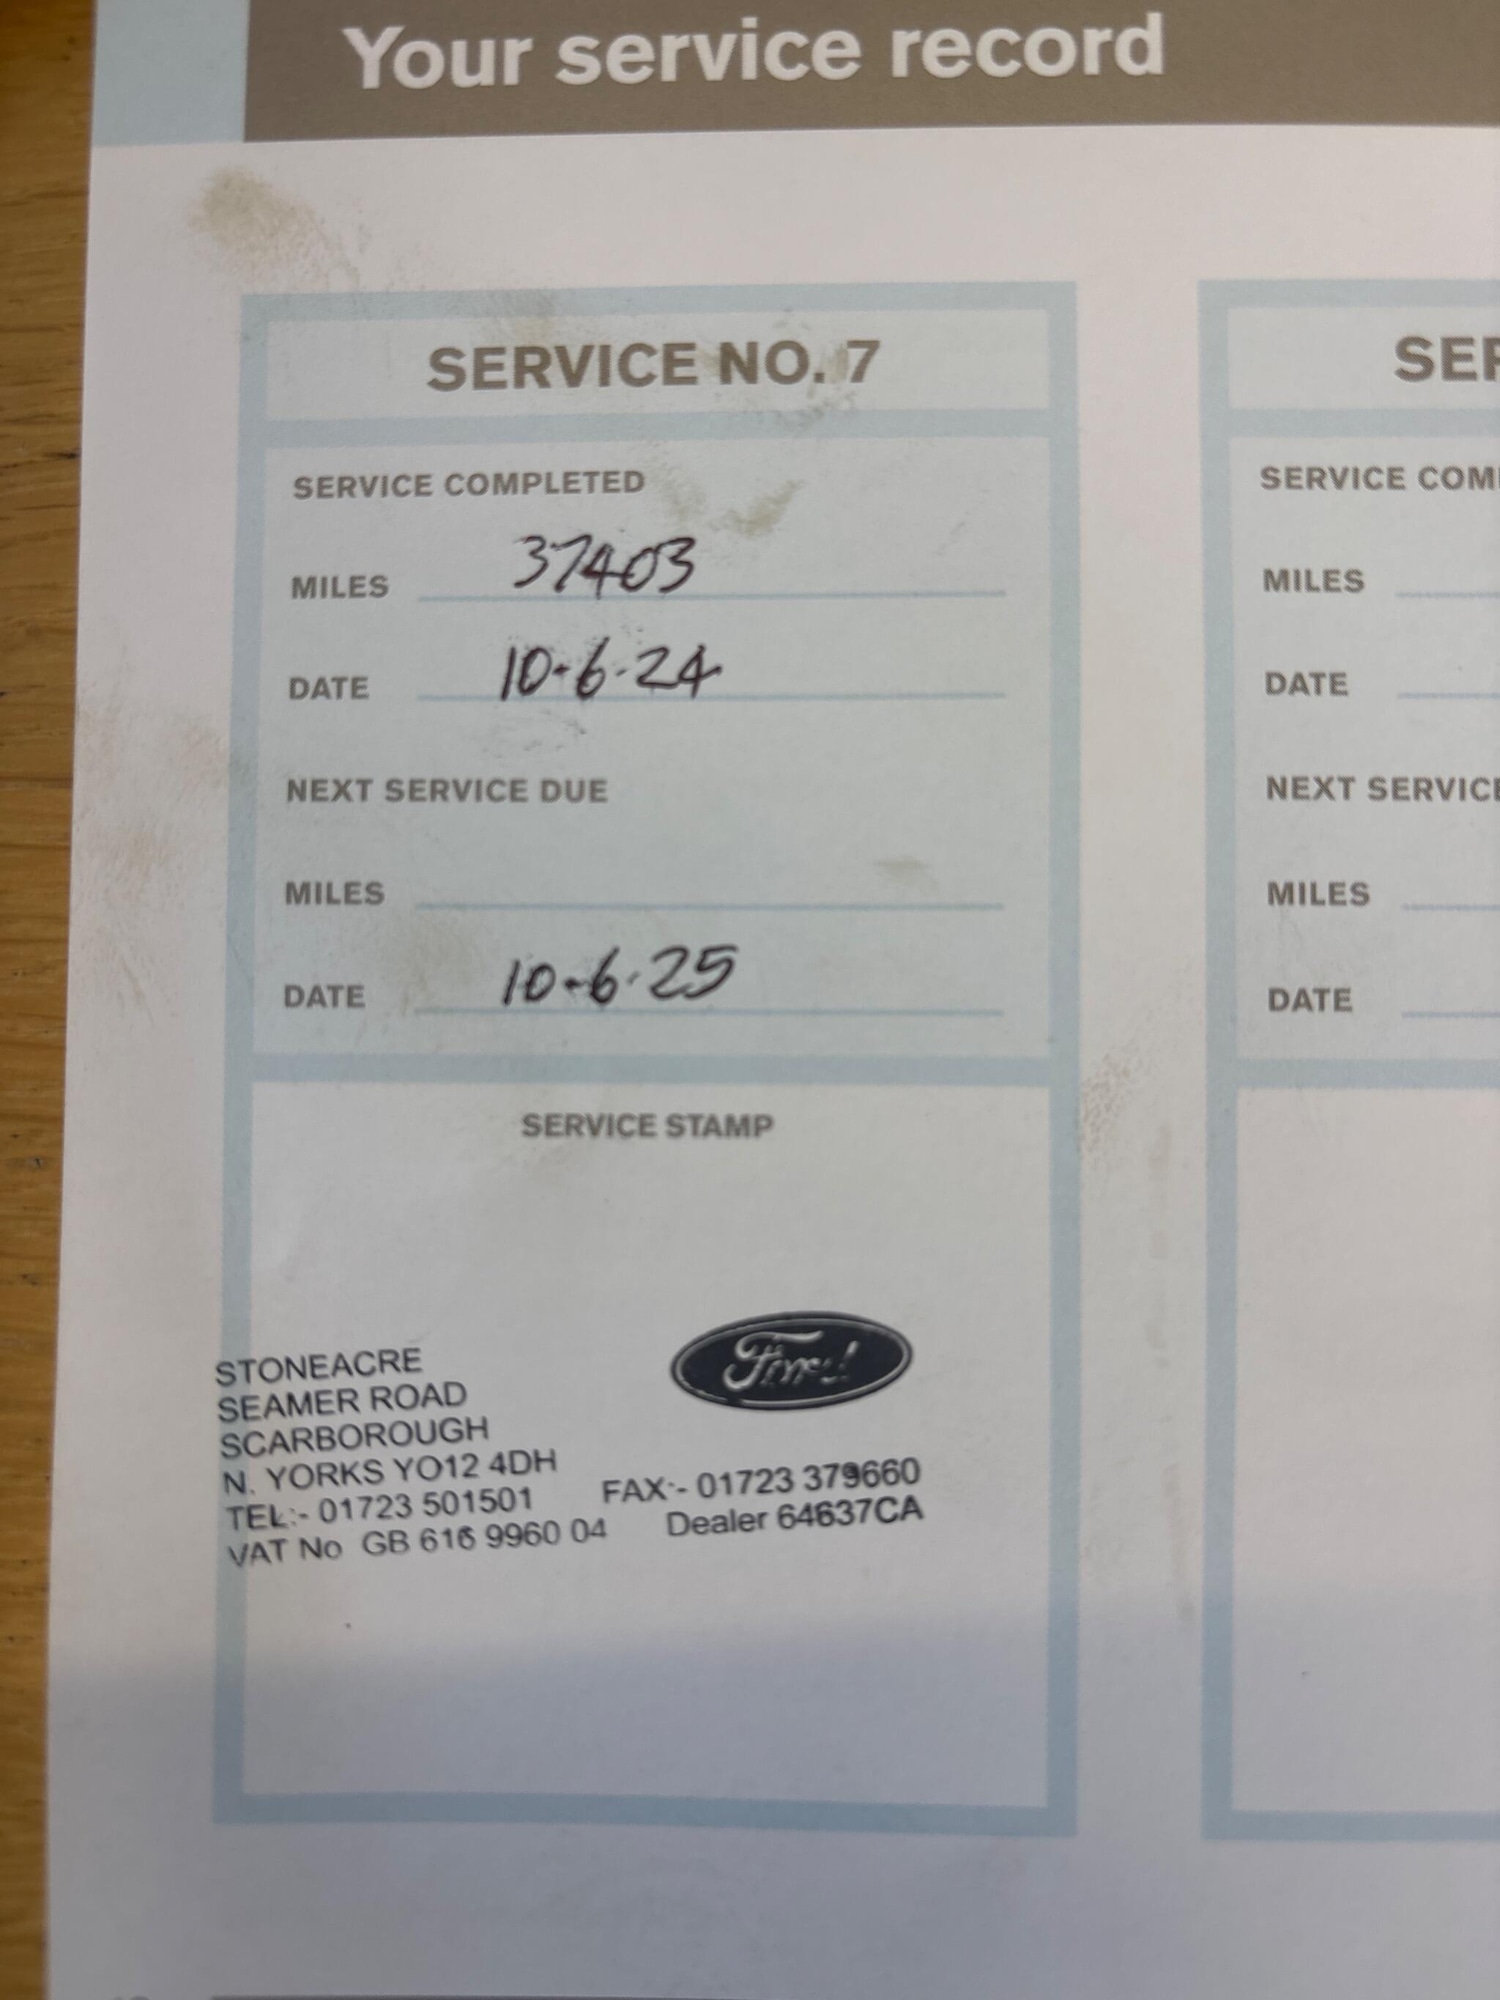 Your service record
SERVICE NO. 7
SERVICE COMPLETED
MILES 37403
DATE 10-6-24
NEXT SERVICE DUE
MILES
DATE 10-6-25
SERVICE STAMP
Ford
STONEACRE
SEAMER ROAD
SCARBOROUGH
N. YORKS YO12 4DH
TEL:- 01723 501501 FAX:- 01723 379660
VAT No GB 616 9960 04 Dealer 64637CA
SER
SERVICE COM
MILES
DATE
NEXT SERVICE
MILES
DATE